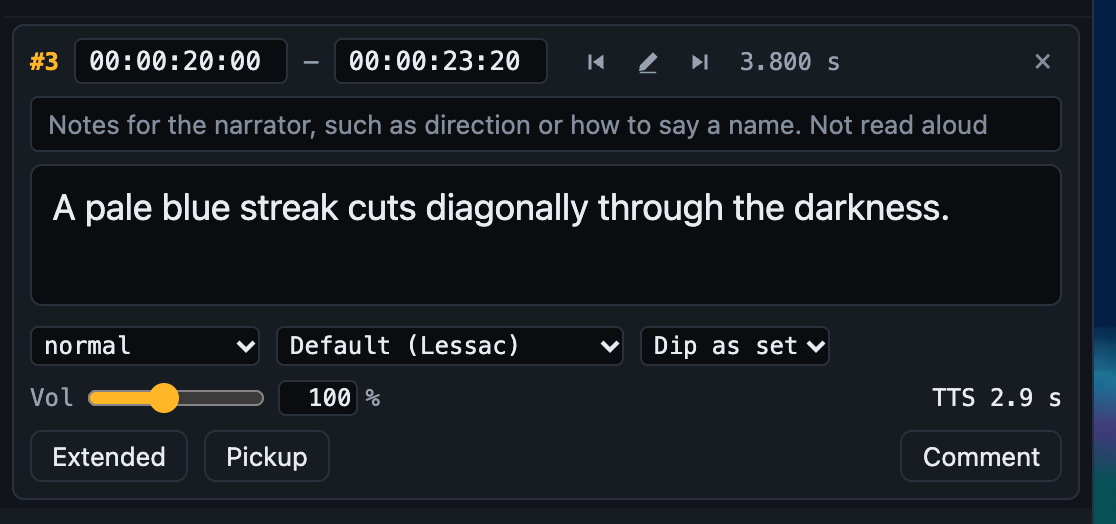 #3 00:00:20:00 – 00:00:23:20 3.800 s ×
Notes for the narrator, such as direction or how to say a name. Not read aloud
A pale blue streak cuts diagonally through the darkness.
normal Default (Lessac) Dip as set
Vol 100 % TTS 2.9 s
Extended Pickup Comment